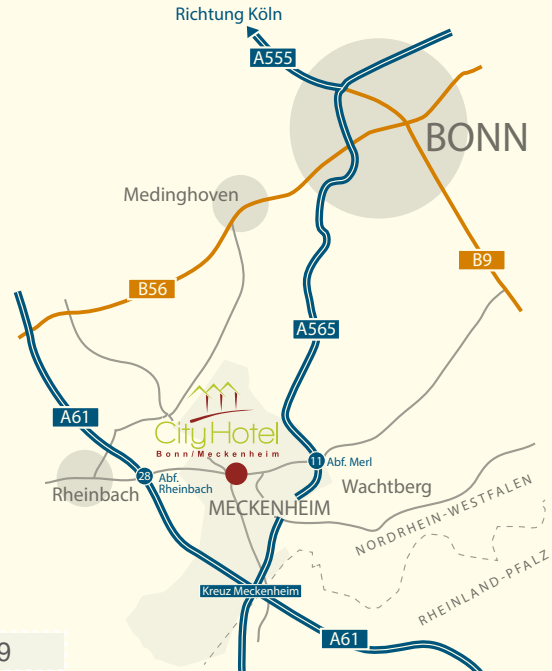 Richtung Köln
A555
BONN
Medinghoven
B9
B56
A565
A61
City Hotel
Bonn/Meckenheim
11 Abf. Merl
28 Abf.
Rheinbach
Rheinbach
Wachtberg
MECKENHEIM
NORDRHEIN-WESTFALEN
RHEINLAND-PFALZ
Kreuz Meckenheim
A61
9